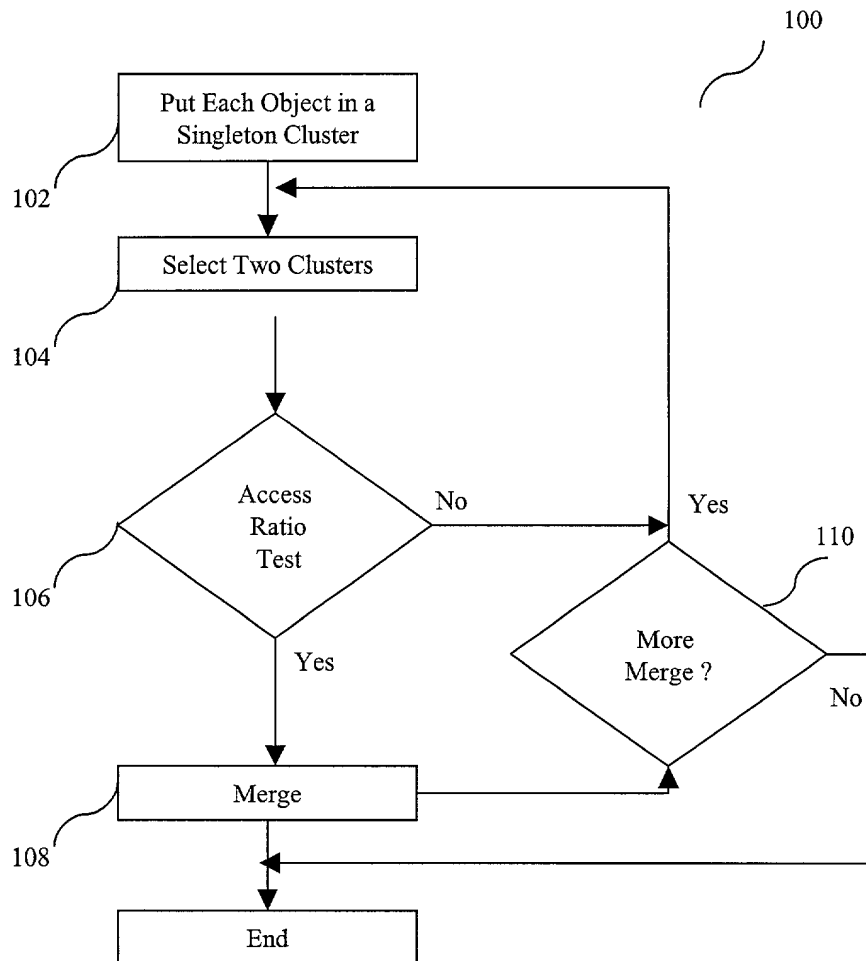 100
Put Each Object in a
Singleton Cluster
102
Select Two Clusters
104
Access
Ratio
Test
No
Yes
106
110
Yes
More
Merge ?
No
Merge
108
End